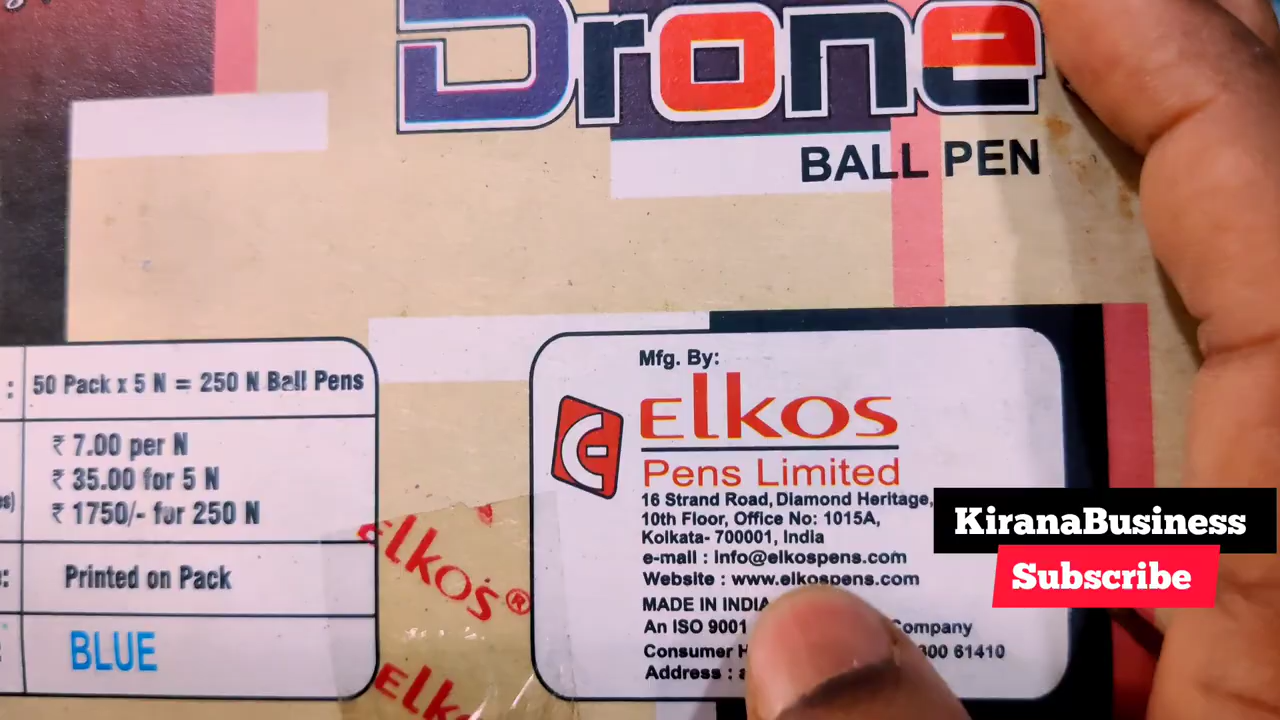 Drone
BALL PEN
: 50 Pack x 5 N = 250 N Ball Pens
₹ 7.00 per N
₹ 35.00 for 5 N
₹ 1750/- for 250 N
Printed on Pack
BLUE
elkos®
Mfg. By:
Elkos
Pens Limited
16 Strand Road, Diamond Heritage,
10th Floor, Office No: 1015A,
Kolkata- 700001, India
e-mail : info@elkospens.com
Website : www.elkospens.com
MADE IN INDIA
An ISO 9001
Consumer
61410
Address :
KiranaBusiness
Subscribe